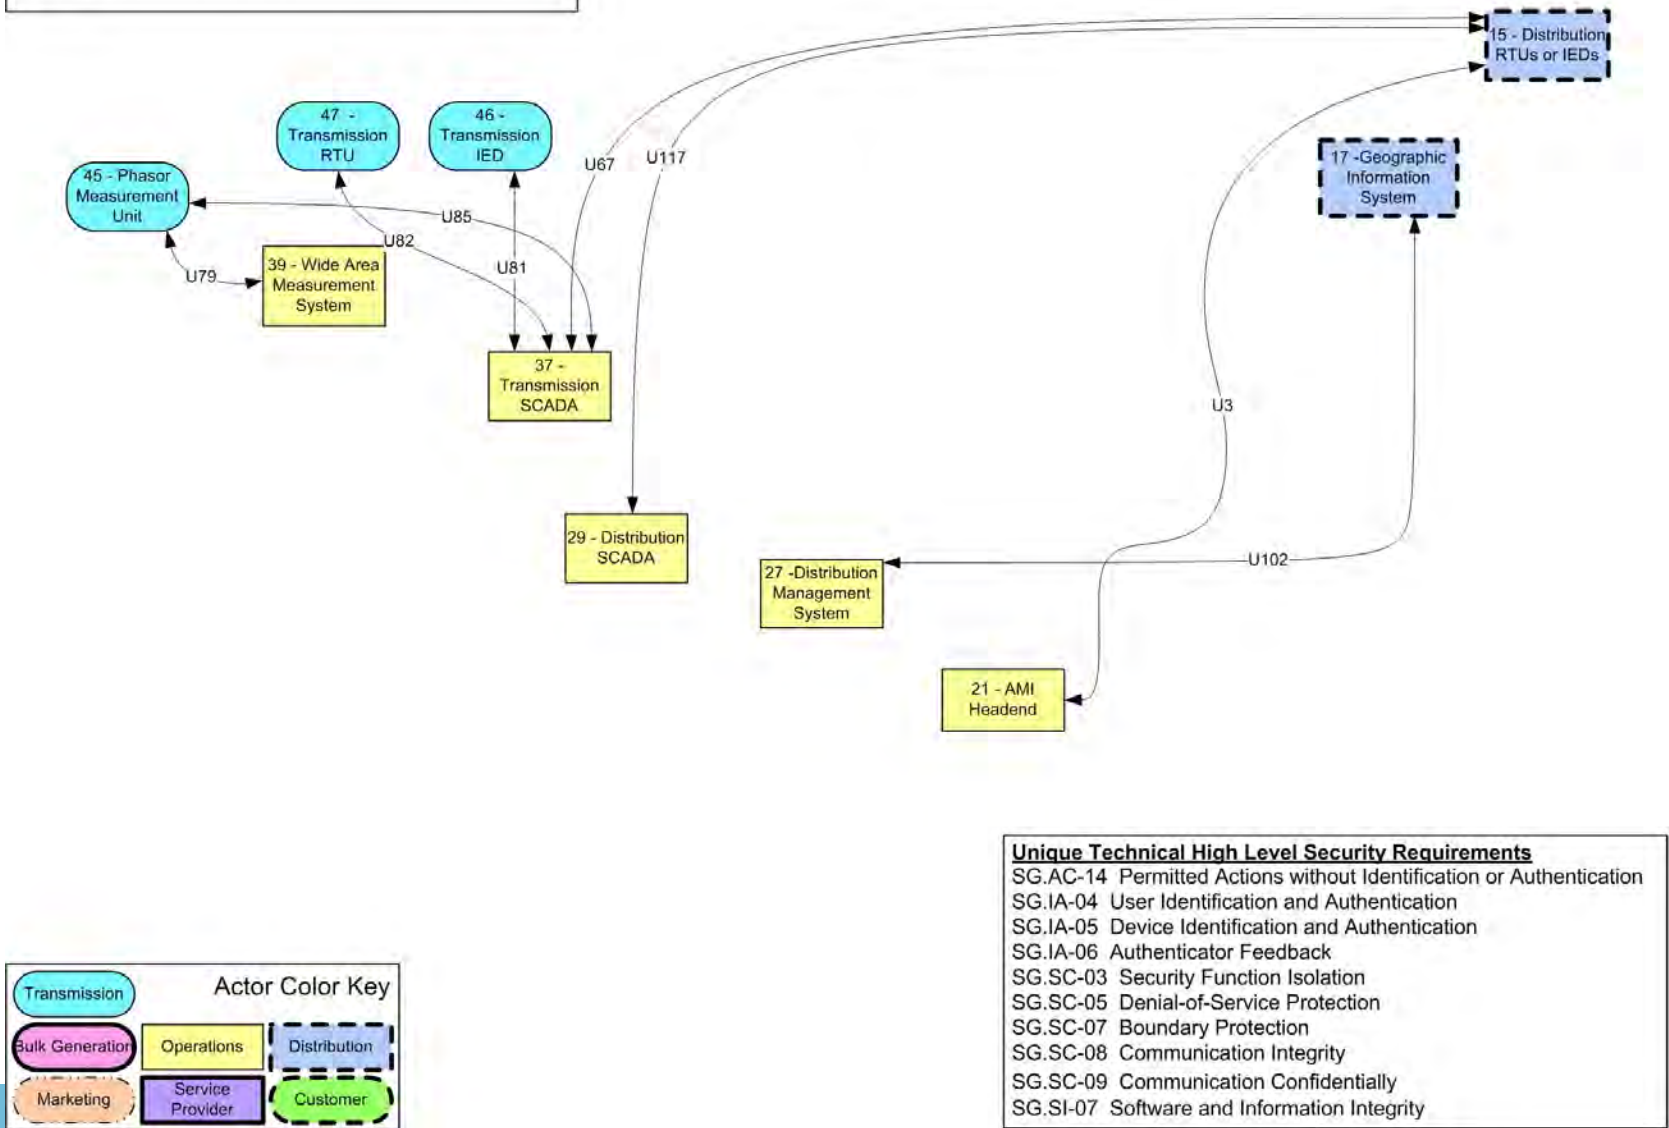 15 - Distribution
RTUs or IEDs
47 -
Transmission
RTU
46 -
Transmission
IED
17 -Geographic
Information
System
U67
U117
45 - Phasor
Measurement
Unit
U85
U82
U81
U79
39 - Wide Area
Measurement
System
37 -
Transmission
SCADA
U3
29 - Distribution
SCADA
27 -Distribution
Management
System
U102
21 - AMI
Headend
Unique Technical High Level Security Requirements
SG.AC-14 Permitted Actions without Identification or Authentication
SG.IA-04 User Identification and Authentication
SG.IA-05 Device Identification and Authentication
SG.IA-06 Authenticator Feedback
SG.SC-03 Security Function Isolation
SG.SC-05 Denial-of-Service Protection
SG.SC-07 Boundary Protection
SG.SC-08 Communication Integrity
SG.SC-09 Communication Confidentially
SG.SI-07 Software and Information Integrity
Actor Color Key
Transmission
Bulk Generation
Operations
Distribution
Marketing
Service
Provider
Customer